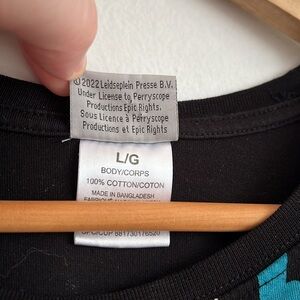 ©2022 Leidseplein Presse B.V.
Under License to Perryscope
Productions Epic Rights.
Sous Licence à Perryscope
Productions et Epic Rights
L/G
BODY/CORPS
100% COTTON/COTON
MADE IN BANGLADESH